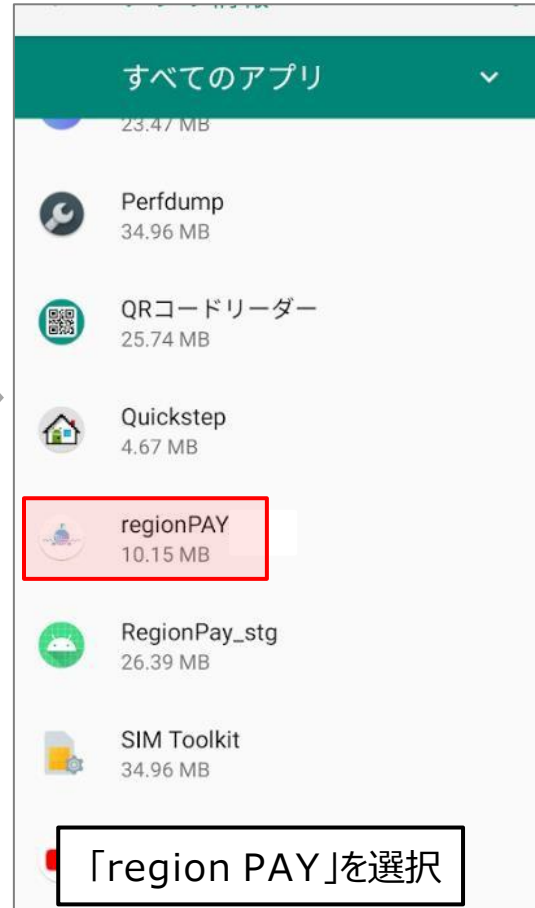 すべてのアプリ
23.47 MB
Perfdump
34.96 MB
QRコードリーダー
25.74 MB
Quickstep
4.67 MB
regionPAY
10.15 MB
RegionPay_stg
26.39 MB
SIM Toolkit
34.96 MB
「region PAY」を選択